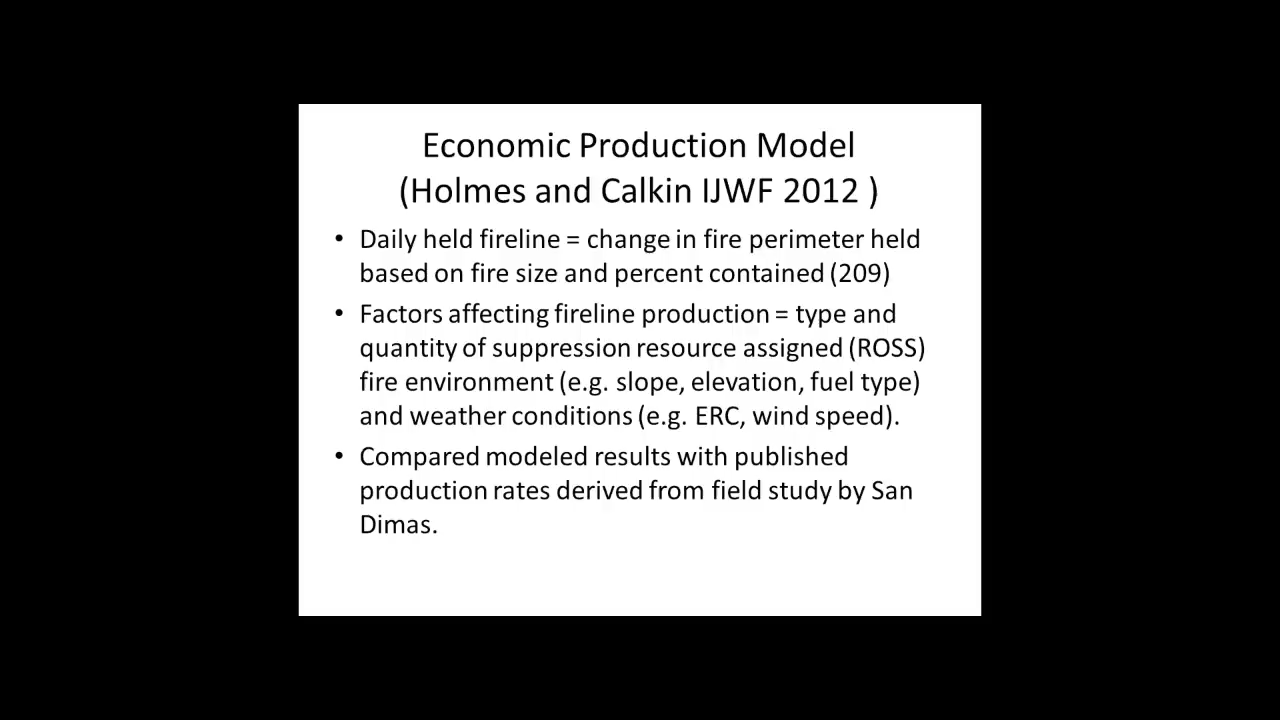 Economic Production Model
(Holmes and Calkin IJWF 2012 )
• Daily held fireline = change in fire perimeter held
based on fire size and percent contained (209)
• Factors affecting fireline production = type and
quantity of suppression resource assigned (ROSS)
fire environment (e.g. slope, elevation, fuel type)
and weather conditions (e.g. ERC, wind speed).
• Compared modeled results with published
production rates derived from field study by San
Dimas.